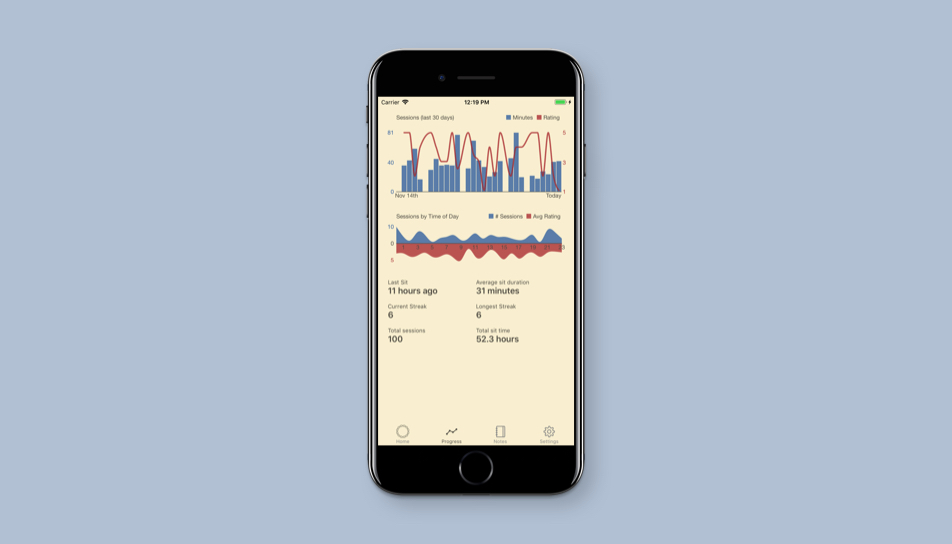 Carrier 12:19 PM
Sessions (last 30 days) Minutes Rating
81 5
40 3
0 1
Nov 14th Today
Sessions by Time of Day # Sessions Avg Rating
10
0
5
Last Sit Average sit duration
11 hours ago 31 minutes
Current Streak Longest Streak
6 6
Total sessions Total sit time
100 52.3 hours
Home Progress Notes Settings